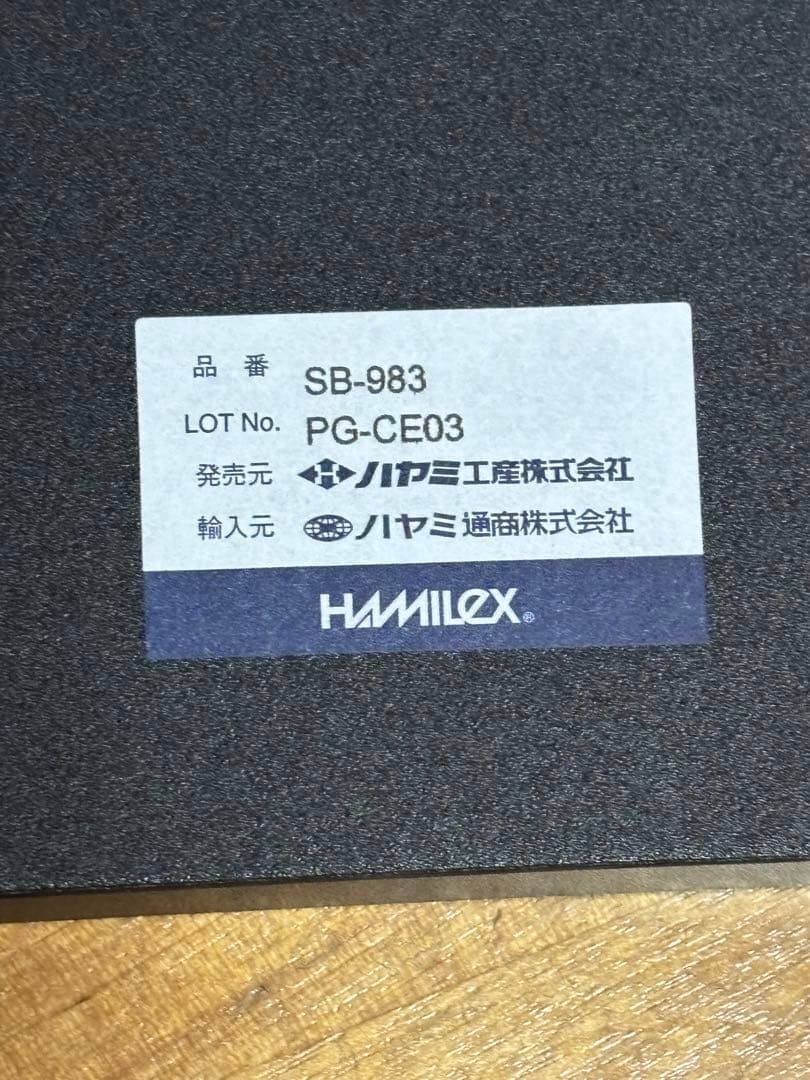 品 番 SB-983
LOT No. PG-CE03
発売元 H ハヤミ工産株式会社
輸入元 ハヤミ通商株式会社
HAMILEX®